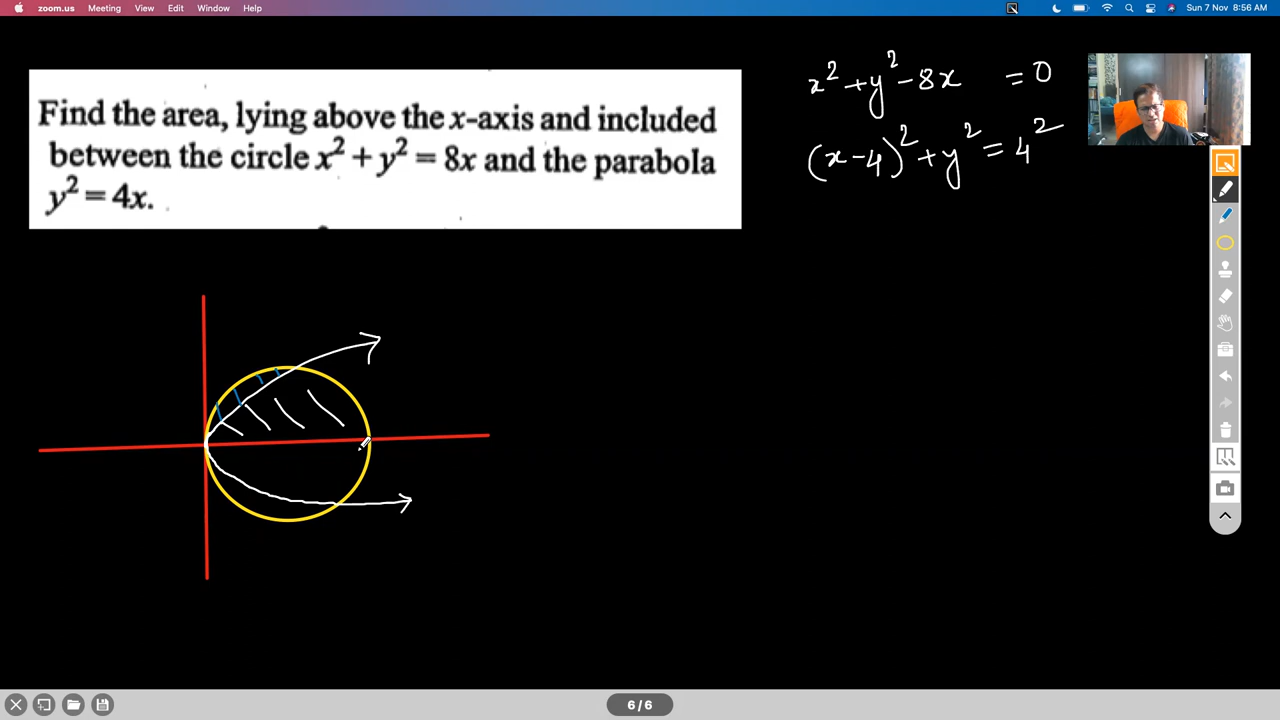 zoom.us Meeting View Edit Window Help Sun 7 Nov 8:56 AM
Find the area, lying above the x-axis and included
between the circle x² + y² = 8x and the parabola
y² = 4x.
x² + y² - 8x = 0
(x - 4)² + y² = 4²
6 / 6